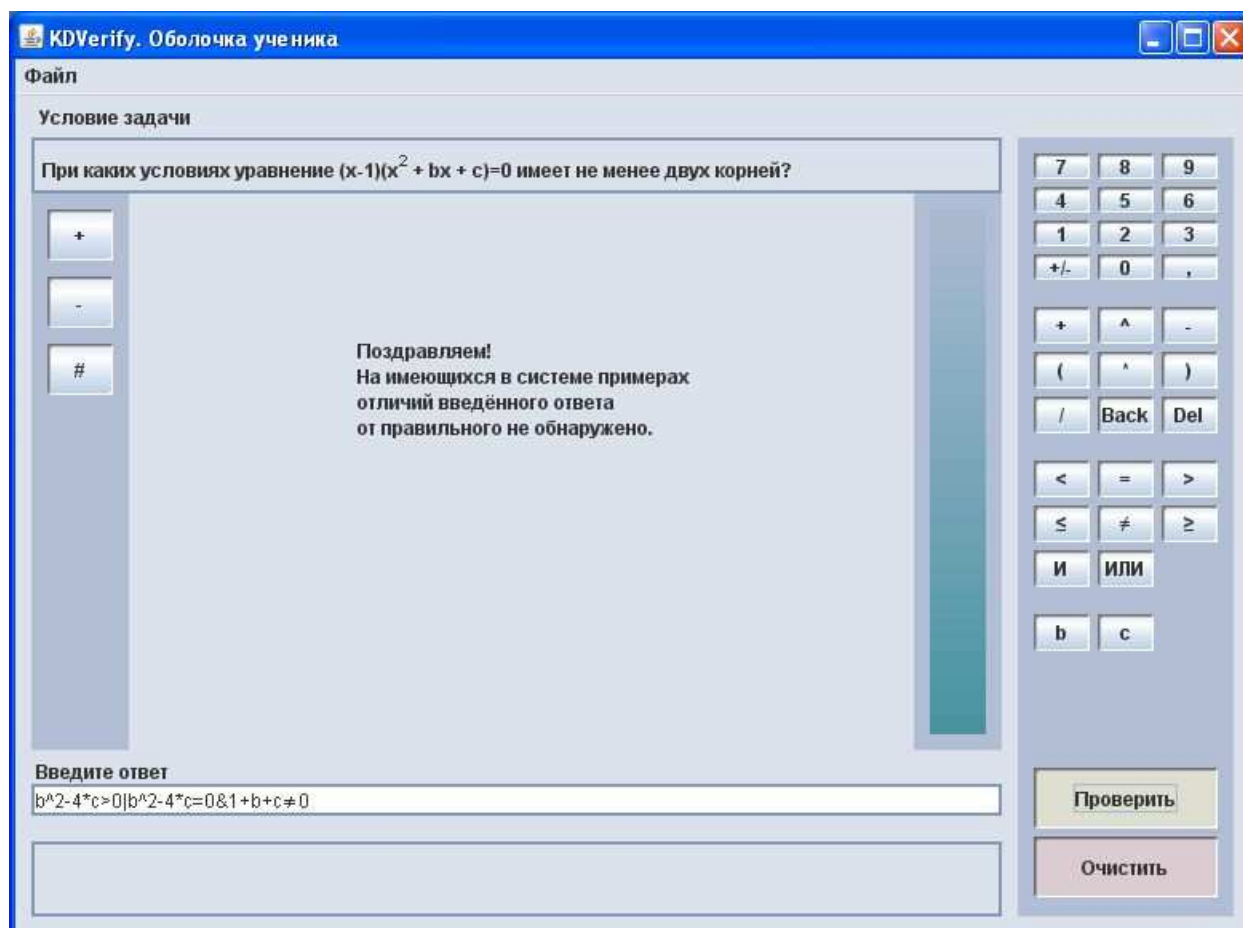 KDVerify. Оболочка ученика
Файл
Условие задачи
При каких условиях уравнение (x-1)(x² + bx + c)=0 имеет не менее двух корней?
+
-
#
Поздравляем!
На имеющихся в системе примерах
отличий введённого ответа
от правильного не обнаружено.
7 8 9
4 5 6
1 2 3
+/- 0 ,
+ ^ -
( * )
/ Back Del
< = >
≤ ≠ ≥
И ИЛИ
b c
Введите ответ
b^2-4*c>0|b^2-4*c=0&1+b+c≠0
Проверить
Очистить